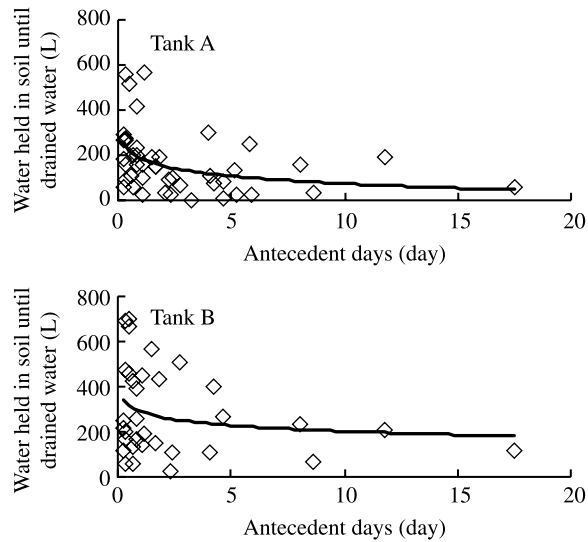 Water held in soil until
drained water (L)
800
600
400
200
0
Tank A
0
5
10
15
20
Antecedent days (day)
Water held in soil until
drained water (L)
800
600
400
200
0
Tank B
0
5
10
15
20
Antecedent days (day)